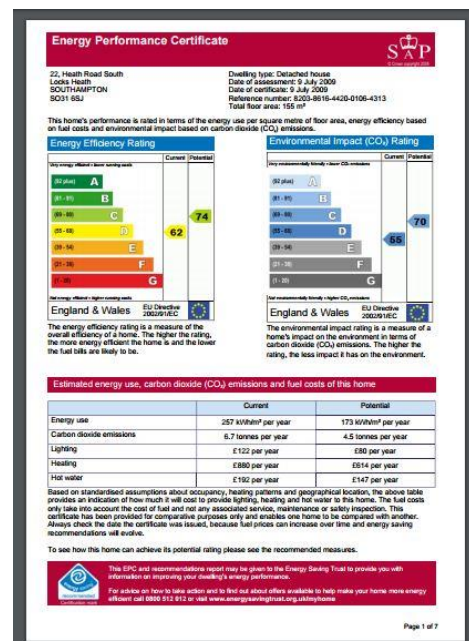 Energy Performance Certificate
SAP
22, Heath Road South
Locks Heath
SOUTHAMPTON
SO31 6SJ
Dwelling type: Detached house
Date of assessment: 9 July 2009
Date of certificate: 9 July 2009
Reference number: 8203-8616-4420-0106-4313
Total floor area: 155 m²
This home's performance is rated in terms of the energy use per square metre of floor area, energy efficiency based
on fuel costs and environmental impact based on carbon dioxide (CO₂) emissions.
Energy Efficiency Rating
Current Potential
Very energy efficient - lower running costs
(92 plus) A
(81 - 91) B
(69 - 80) C
(55 - 68) D
(39 - 54) E
(21 - 38) F
(1 - 20) G
74
62
Not energy efficient - higher running costs
England & Wales
EU Directive
2002/91/EC
The energy efficiency rating is a measure of the
overall efficiency of a home. The higher the rating,
the more energy efficient the home is and the lower
the fuel bills are likely to be.
Environmental Impact (CO₂) Rating
Current Potential
Very environmentally friendly - lower CO₂ emissions
(92 plus) A
(81 - 91) B
(69 - 80) C
(55 - 68) D
(39 - 54) E
(21 - 38) F
(1 - 20) G
70
55
Not environmentally friendly - higher CO₂ emissions
England & Wales
EU Directive
2002/91/EC
The environmental impact rating is a measure of a
home's impact on the environment in terms of
carbon dioxide (CO₂) emissions. The higher the
rating, the less impact it has on the environment.
Estimated energy use, carbon dioxide (CO₂) emissions and fuel costs of this home
Current Potential
Energy use 257 kWh/m² per year 173 kWh/m² per year
Carbon dioxide emissions 6.7 tonnes per year 4.5 tonnes per year
Lighting £122 per year £80 per year
Heating £880 per year £614 per year
Hot water £192 per year £147 per year
Based on standardised assumptions about occupancy, heating patterns and geographical location, the above table
provides an indication of how much it will cost to provide lighting, heating and hot water to this home. The fuel costs
only take into account the cost of fuel and not any associated service, maintenance or safety inspection. This
certificate has been provided for comparative purposes only and enables one home to be compared with another.
Always check the date the certificate was issued, because fuel prices can increase over time and energy saving
recommendations will evolve.
To see how this home can achieve its potential rating please see the recommended measures.
energy saving
recommended
Certification mark
This EPC and recommendations report may be given to the Energy Saving Trust to provide you with
information on improving your dwelling's energy performance.
For advice on how to take action and to find out about offers available to help make your home more energy
efficient call 0800 512 012 or visit www.energysavingtrust.org.uk/myhome
Page 1 of 7